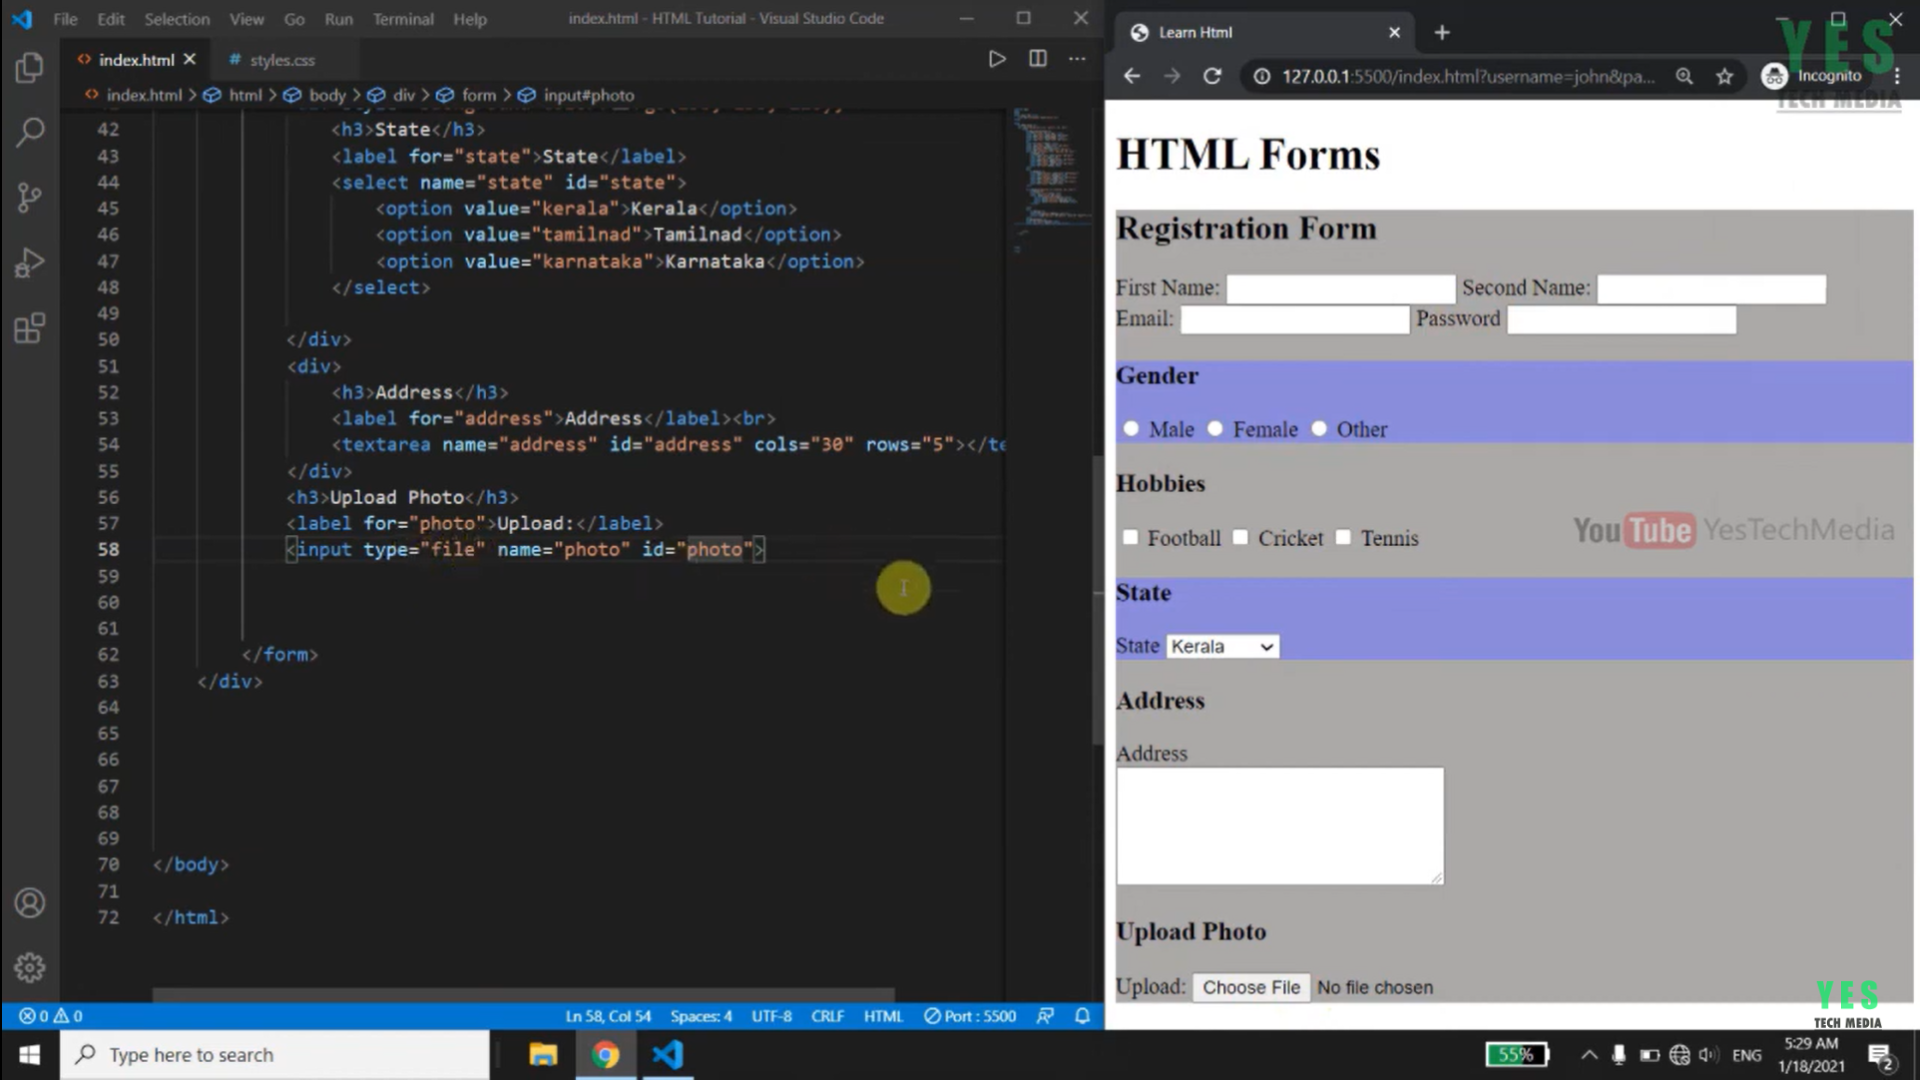 File Edit Selection View Go Run Terminal Help index.html - HTML Tutorial - Visual Studio Code
index.html styles.css
index.html > html > body > div > form > input#photo
42 <h3>State</h3>
43 <label for="state">State</label>
44 <select name="state" id="state">
45 <option value="kerala">Kerala</option>
46 <option value="tamilnad">Tamilnad</option>
47 <option value="karnataka">Karnataka</option>
48 </select>
49
50 </div>
51 <div>
52 <h3>Address</h3>
53 <label for="address">Address</label><br>
54 <textarea name="address" id="address" cols="30" rows="5"></te
55 </div>
56 <h3>Upload Photo</h3>
57 <label for="photo">Upload:</label>
58 <input type="file" name="photo" id="photo">
59
60
61
62 </form>
63 </div>
64
65
66
67
68
69
70 </body>
71
72 </html>
0 0 Ln 58, Col 54 Spaces: 4 UTF-8 CRLF HTML Port : 5500
Learn Html
127.0.0.1:5500/index.html?username=john&pa... Incognito
YES
TECH MEDIA
HTML Forms
Registration Form
First Name: Second Name:
Email: Password
Gender
Male Female Other
Hobbies
Football Cricket Tennis
YouTube YesTechMedia
State
State Kerala
Address
Address
Upload Photo
Upload: Choose File No file chosen
YES
TECH MEDIA
Type here to search 55% ENG 5:29 AM
1/18/2021 2